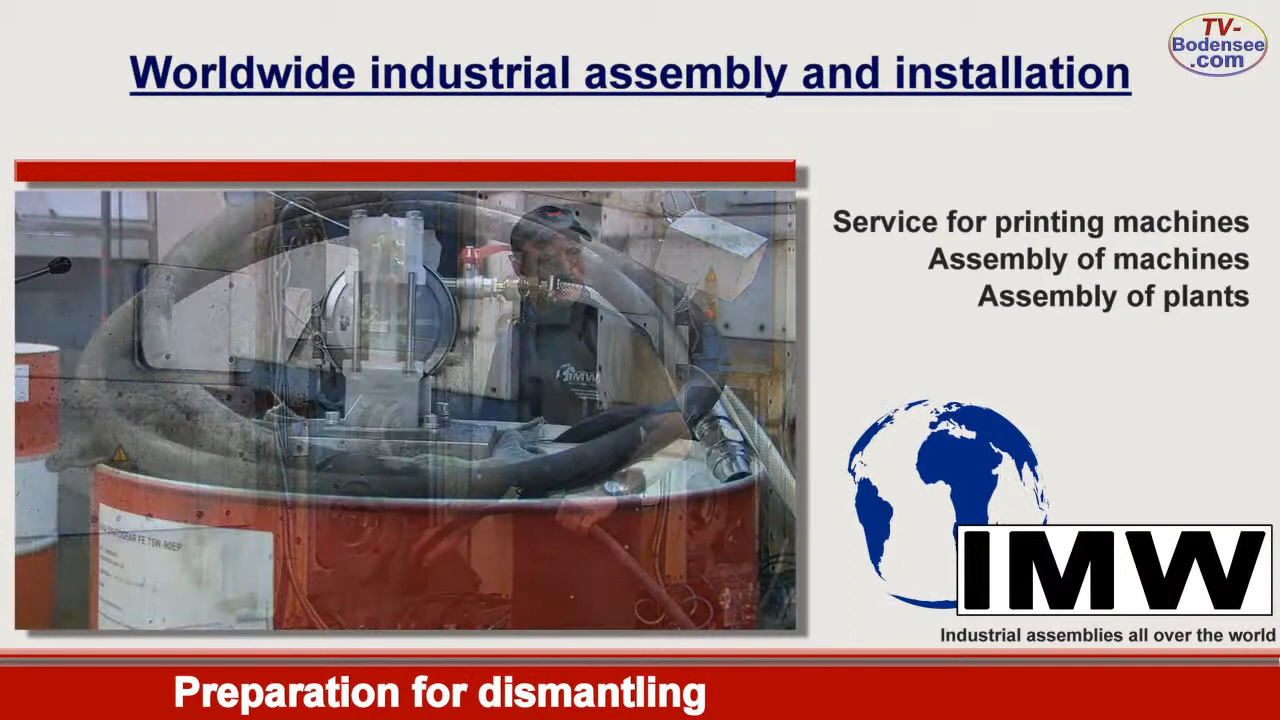 TV-
Bodensee
.com
Worldwide industrial assembly and installation
Service for printing machines
Assembly of machines
Assembly of plants
IMW
IMW
Industrial assemblies all over the world
Preparation for dismantling